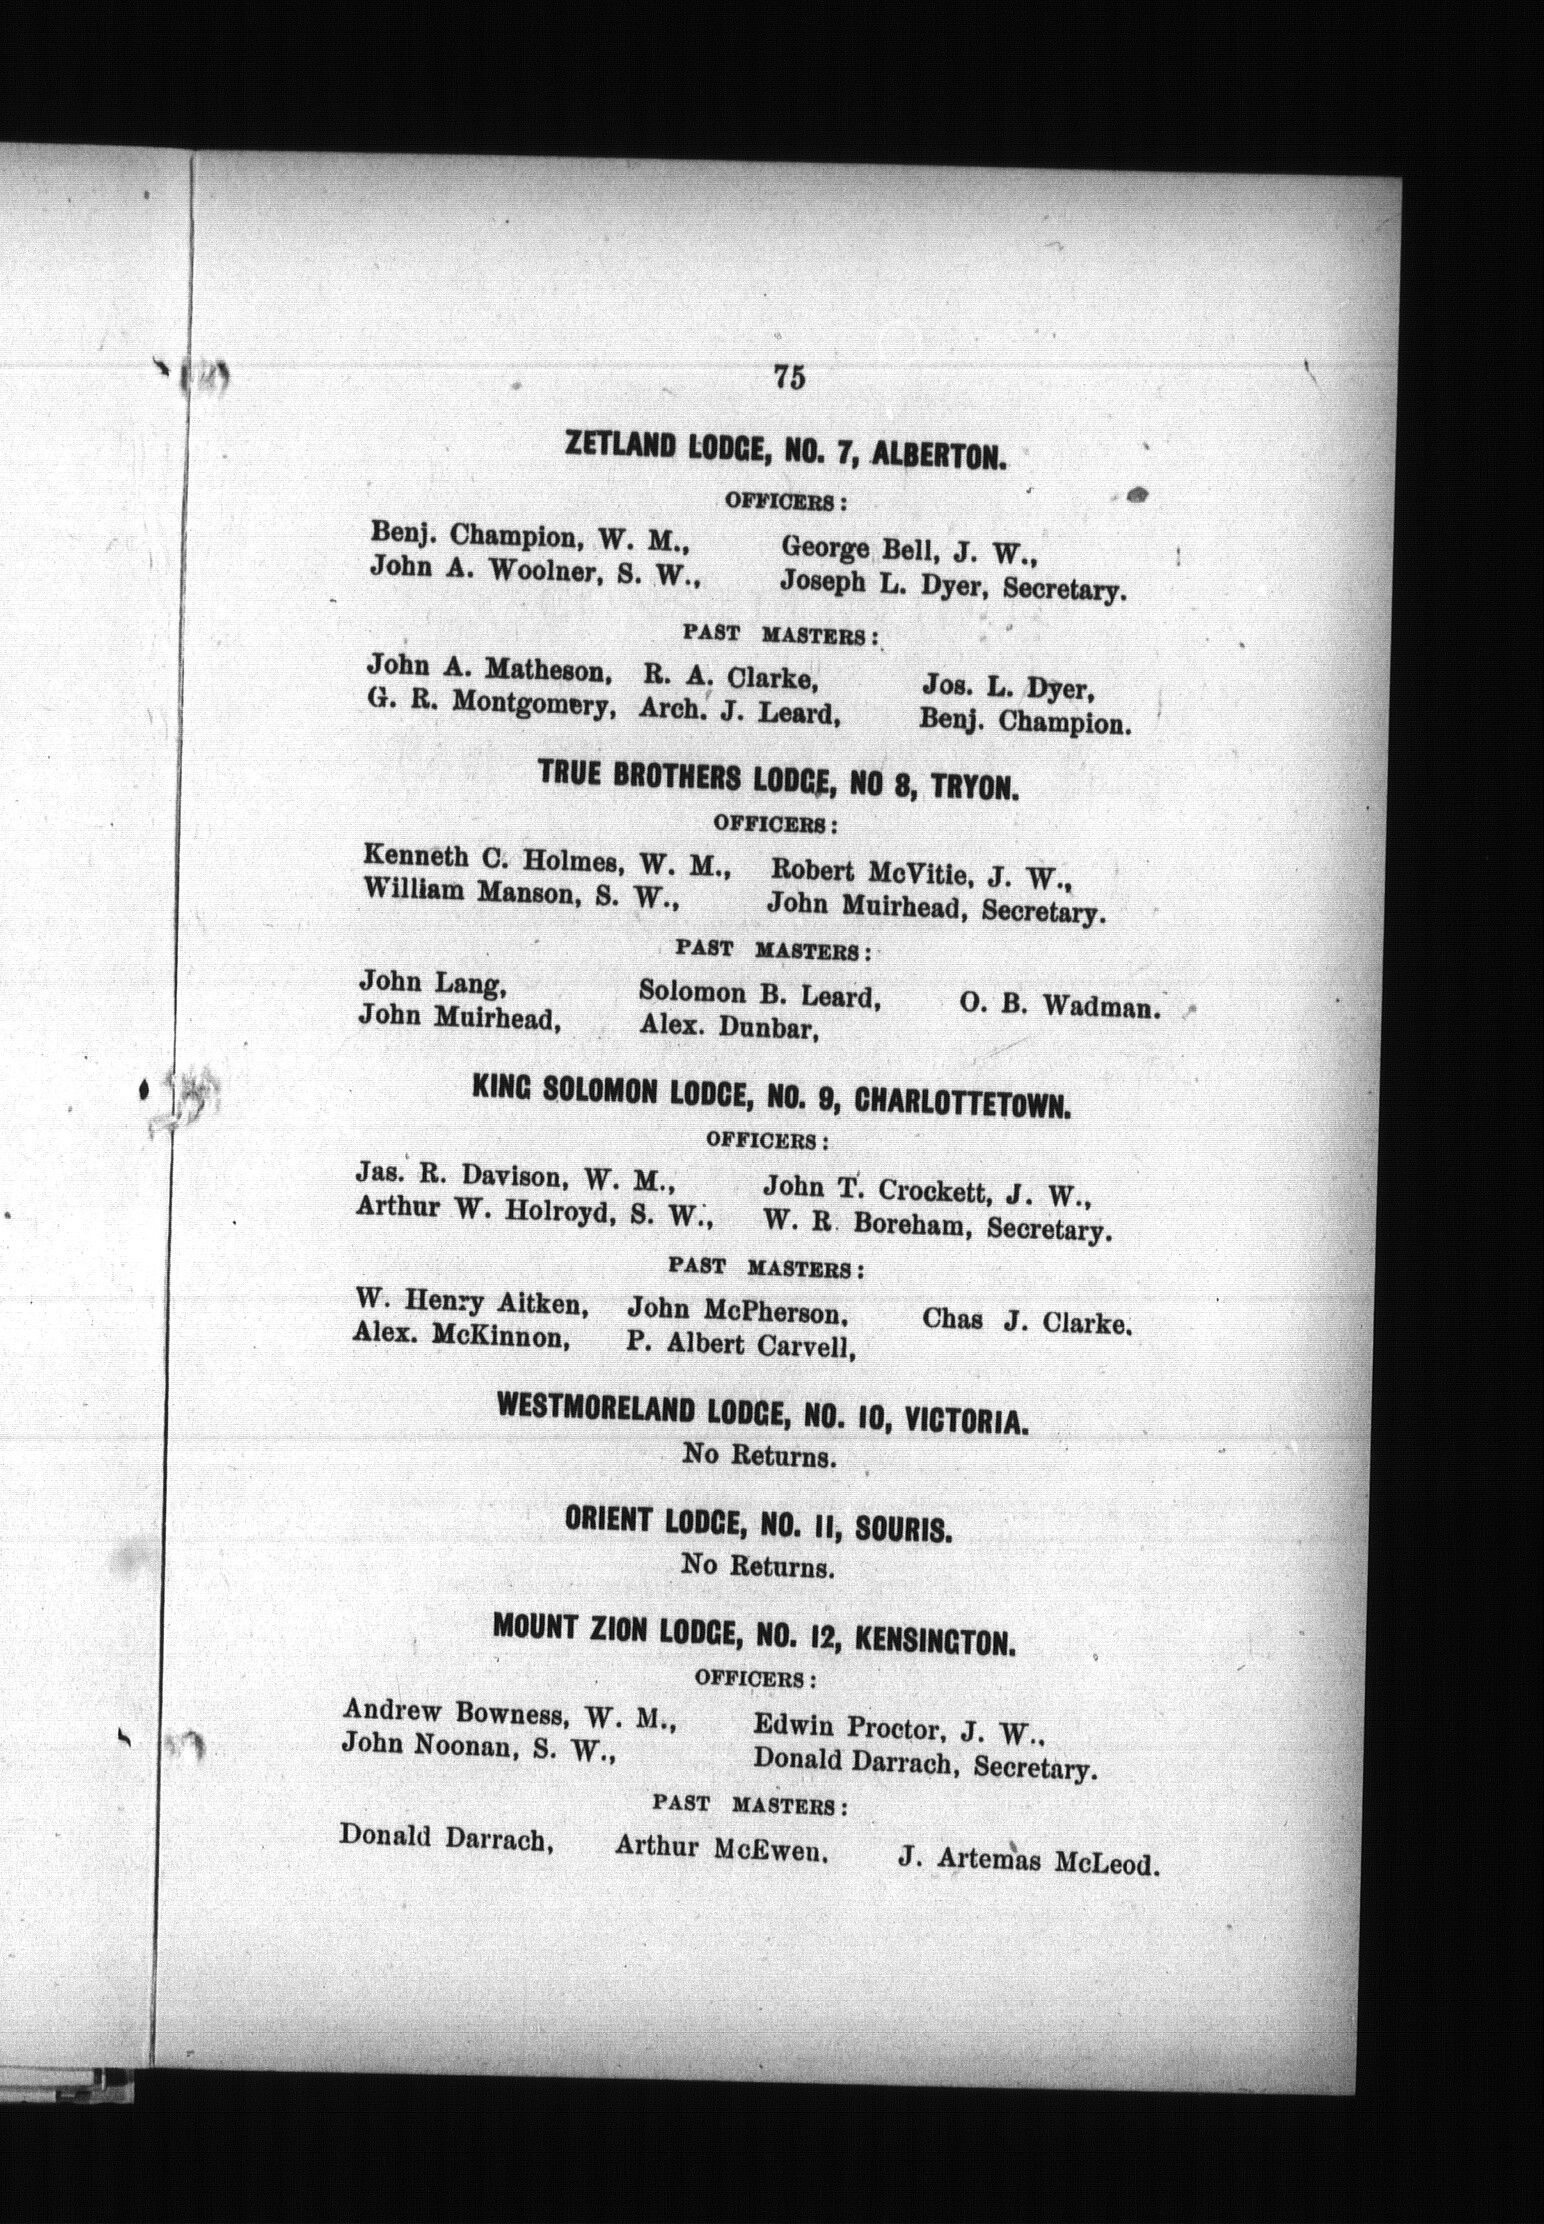 75
ZETLAND LODGE, NO. 7, ALBERTON.
OFFICERS:
Benj. Champion, W. M., George Bell, J. W.,
John A. Woolner, S. W., Joseph L. Dyer, Secretary.
PAST MASTERS:
John A. Matheson, R. A. Clarke, Jos. L. Dyer,
G. R. Montgomery, Arch. J. Leard, Benj. Champion.
TRUE BROTHERS LODGE, NO 8, TRYON.
OFFICERS:
Kenneth C. Holmes, W. M., Robert McVitie, J. W.,
William Manson, S. W., John Muirhead, Secretary.
PAST MASTERS:
John Lang, Solomon B. Leard, O. B. Wadman.
John Muirhead, Alex. Dunbar,
KING SOLOMON LODGE, NO. 9, CHARLOTTETOWN.
OFFICERS:
Jas. R. Davison, W. M., John T. Crockett, J. W.,
Arthur W. Holroyd, S. W., W. R. Boreham, Secretary.
PAST MASTERS:
W. Henry Aitken, John McPherson, Chas J. Clarke.
Alex. McKinnon, P. Albert Carvell,
WESTMORELAND LODGE, NO. 10, VICTORIA.
No Returns.
ORIENT LODGE, NO. 11, SOURIS.
No Returns.
MOUNT ZION LODGE, NO. 12, KENSINGTON.
OFFICERS:
Andrew Bowness, W. M., Edwin Proctor, J. W.,
John Noonan, S. W., Donald Darrach, Secretary.
PAST MASTERS:
Donald Darrach, Arthur McEwen, J. Artemas McLeod.